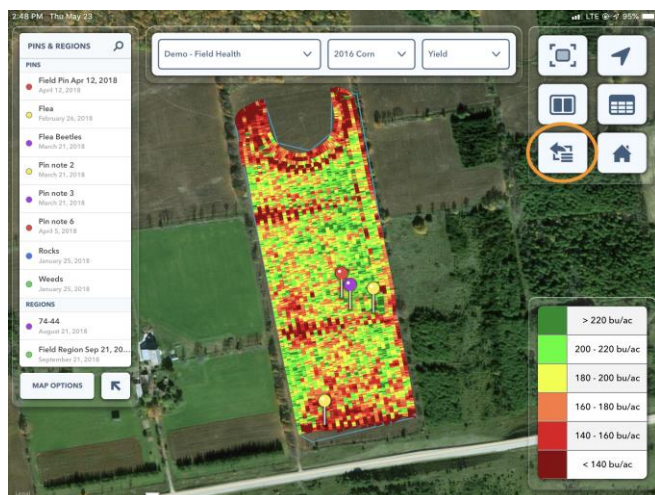 2:48 PM Thu May 23
LTE 95%
PINS & REGIONS
PINS
Field Pin Apr 12, 2018
April 12, 2018
Flea
February 26, 2018
Flea Beetles
March 21, 2018
Pin note 2
March 21, 2018
Pin note 3
March 21, 2018
Pin note 6
April 5, 2018
Rocks
January 25, 2018
Weeds
January 25, 2018
REGIONS
74-44
August 21, 2018
Field Region Sep 21, 20...
September 21, 2018
MAP OPTIONS
Demo - Field Health
2016 Corn
Yield
> 220 bu/ac
200 - 220 bu/ac
180 - 200 bu/ac
160 - 180 bu/ac
140 - 160 bu/ac
< 140 bu/ac